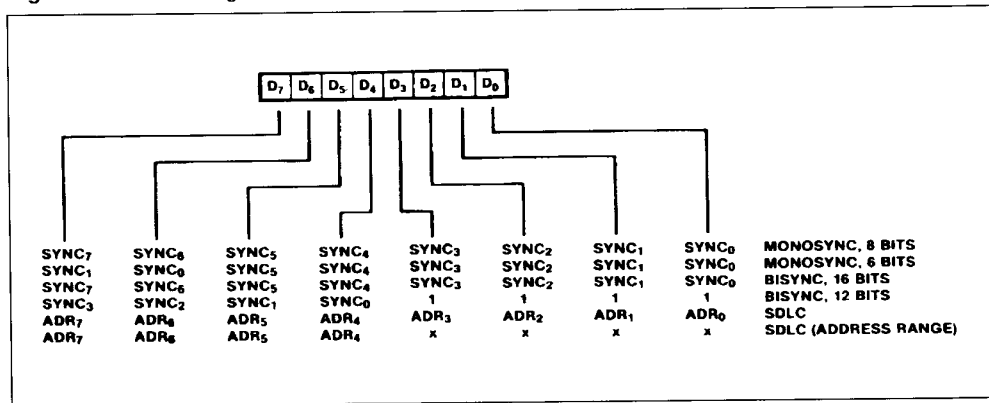 D7 D6 D5 D4 D3 D2 D1 D0
SYNC7 SYNC6 SYNC5 SYNC4 SYNC3 SYNC2 SYNC1 SYNC0 MONOSYNC, 8 BITS
SYNC1 SYNC0 SYNC5 SYNC4 SYNC3 SYNC2 SYNC1 SYNC0 MONOSYNC, 6 BITS
SYNC7 SYNC6 SYNC5 SYNC4 SYNC3 SYNC2 SYNC1 SYNC0 BISYNC, 16 BITS
SYNC3 SYNC2 SYNC1 SYNC0 1 1 1 1 BISYNC, 12 BITS
ADR7 ADR6 ADR5 ADR4 ADR3 ADR2 ADR1 ADR0 SDLC
ADR7 ADR6 ADR5 ADR4 x x x x SDLC (ADDRESS RANGE)